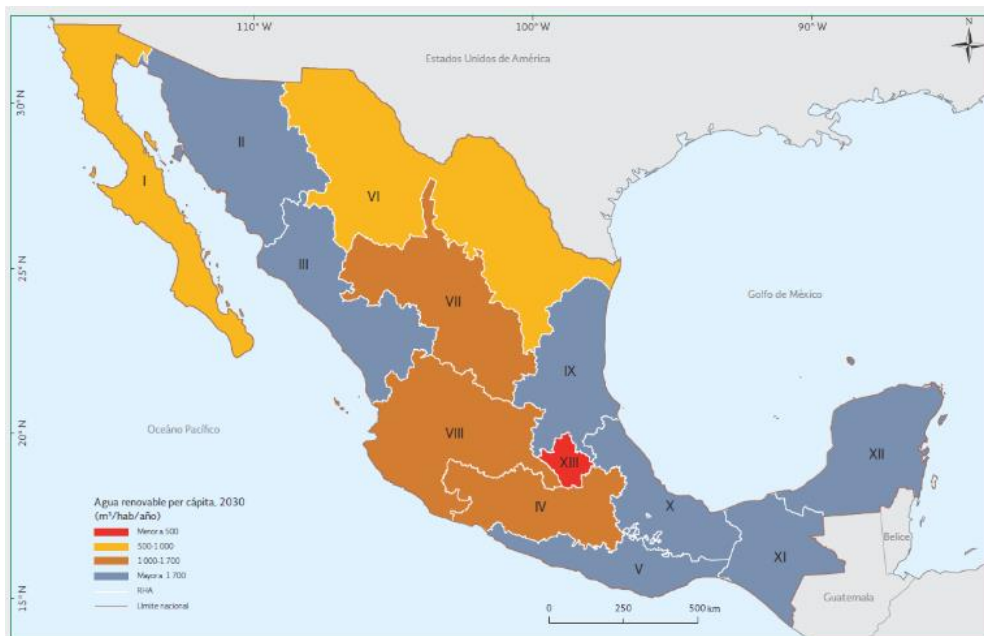 110° W
100° W
90° W
N
Estados Unidos de América
30°N
II
I
VI
III
25°N
Golfo de México
VII
IX
20°N
Océano Pacífico
VIII
XII
XIII
Agua renovable per cápita, 2030
(m³/hab/año)
IV
X
Menor a 500
500-1 000
1 000-1 700
Mayor a 1 700
RHA
Límite nacional
Belice
XI
V
Guatemala
15°N
0 250 500 km